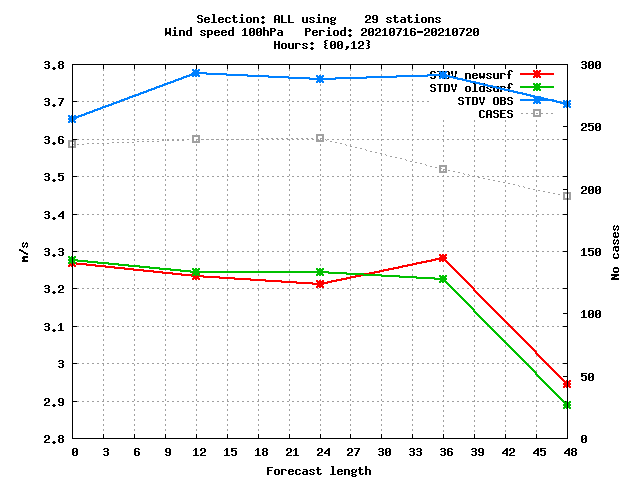 Selection: ALL using    29 stations
Wind speed 100hPa   Period: 20210716-20210720
Hours: {00,12}
3.8
3.7
3.6
3.5
3.4
3.3
3.2
3.1
3
2.9
2.8
m/s
300
250
200
150
100
50
0
No cases
STDV newsurf
STDV oldsurf
STDV OBS
CASES
0 3 6 9 12 15 18 21 24 27 30 33 36 39 42 45 48
Forecast length